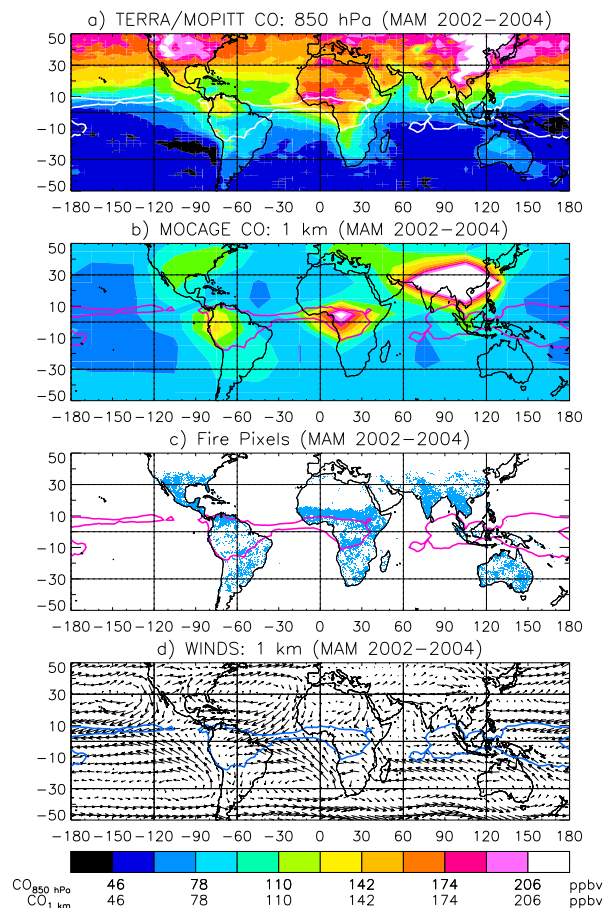 a) TERRA/MOPITT CO: 850 hPa (MAM 2002−2004)
50
30
10
−10
−30
−50
−180 −150 −120 −90 −60 −30 0 30 60 90 120 150 180
b) MOCAGE CO: 1 km (MAM 2002−2004)
50
30
10
−10
−30
−50
−180 −150 −120 −90 −60 −30 0 30 60 90 120 150 180
c) Fire Pixels (MAM 2002−2004)
50
30
10
−10
−30
−50
−180 −150 −120 −90 −60 −30 0 30 60 90 120 150 180
d) WINDS: 1 km (MAM 2002−2004)
50
30
10
−10
−30
−50
−180 −150 −120 −90 −60 −30 0 30 60 90 120 150 180
CO850 hPa 46 78 110 142 174 206 ppbv
CO1 km 46 78 110 142 174 206 ppbv